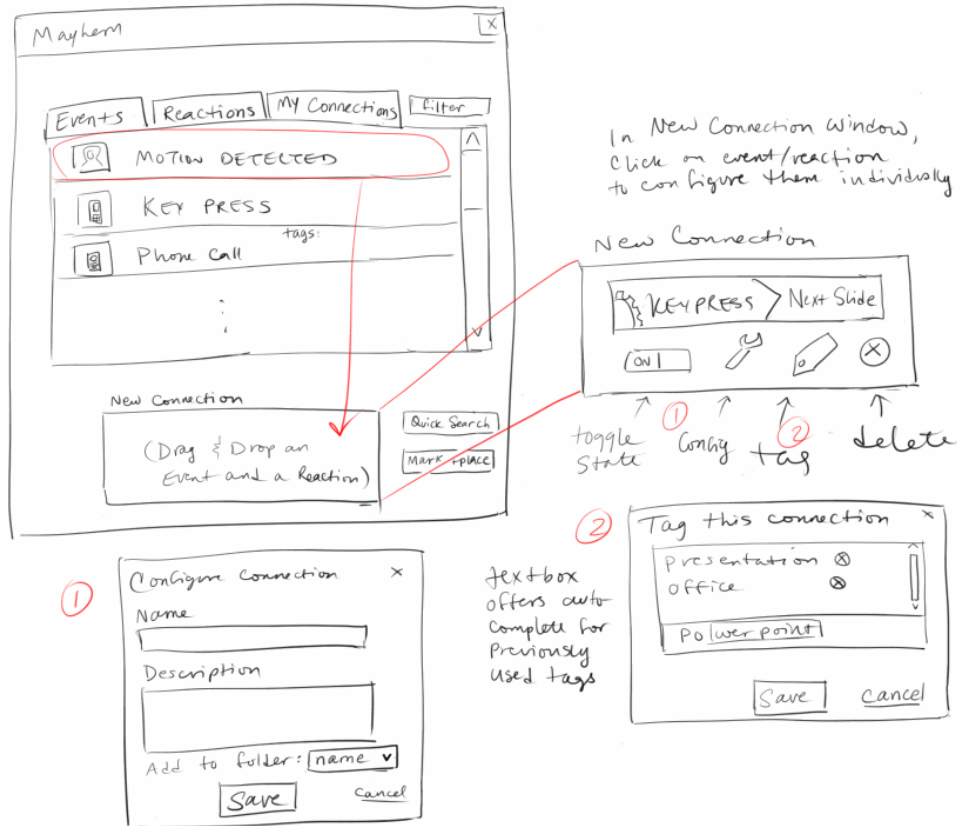 Mayhem
x
Events
Reactions
My Connections
filter
MOTION DETECTED
KEY PRESS
tags:
Phone Call
New Connection
(Drag & Drop an
Event and a Reaction)
Quick Search
Marketplace
In New Connection Window,
Click on event/reaction
to configure them individually
New Connection
KEYPRESS
Next Slide
ON
1
2
toggle
state
Config
tag
delete
1
Configure connection x
Name
Description
Add to folder: name
Save
Cancel
textbox
offers auto
complete for
Previously
used tags
2
Tag this connection x
Presentation
office
Powerpoint
Save
Cancel